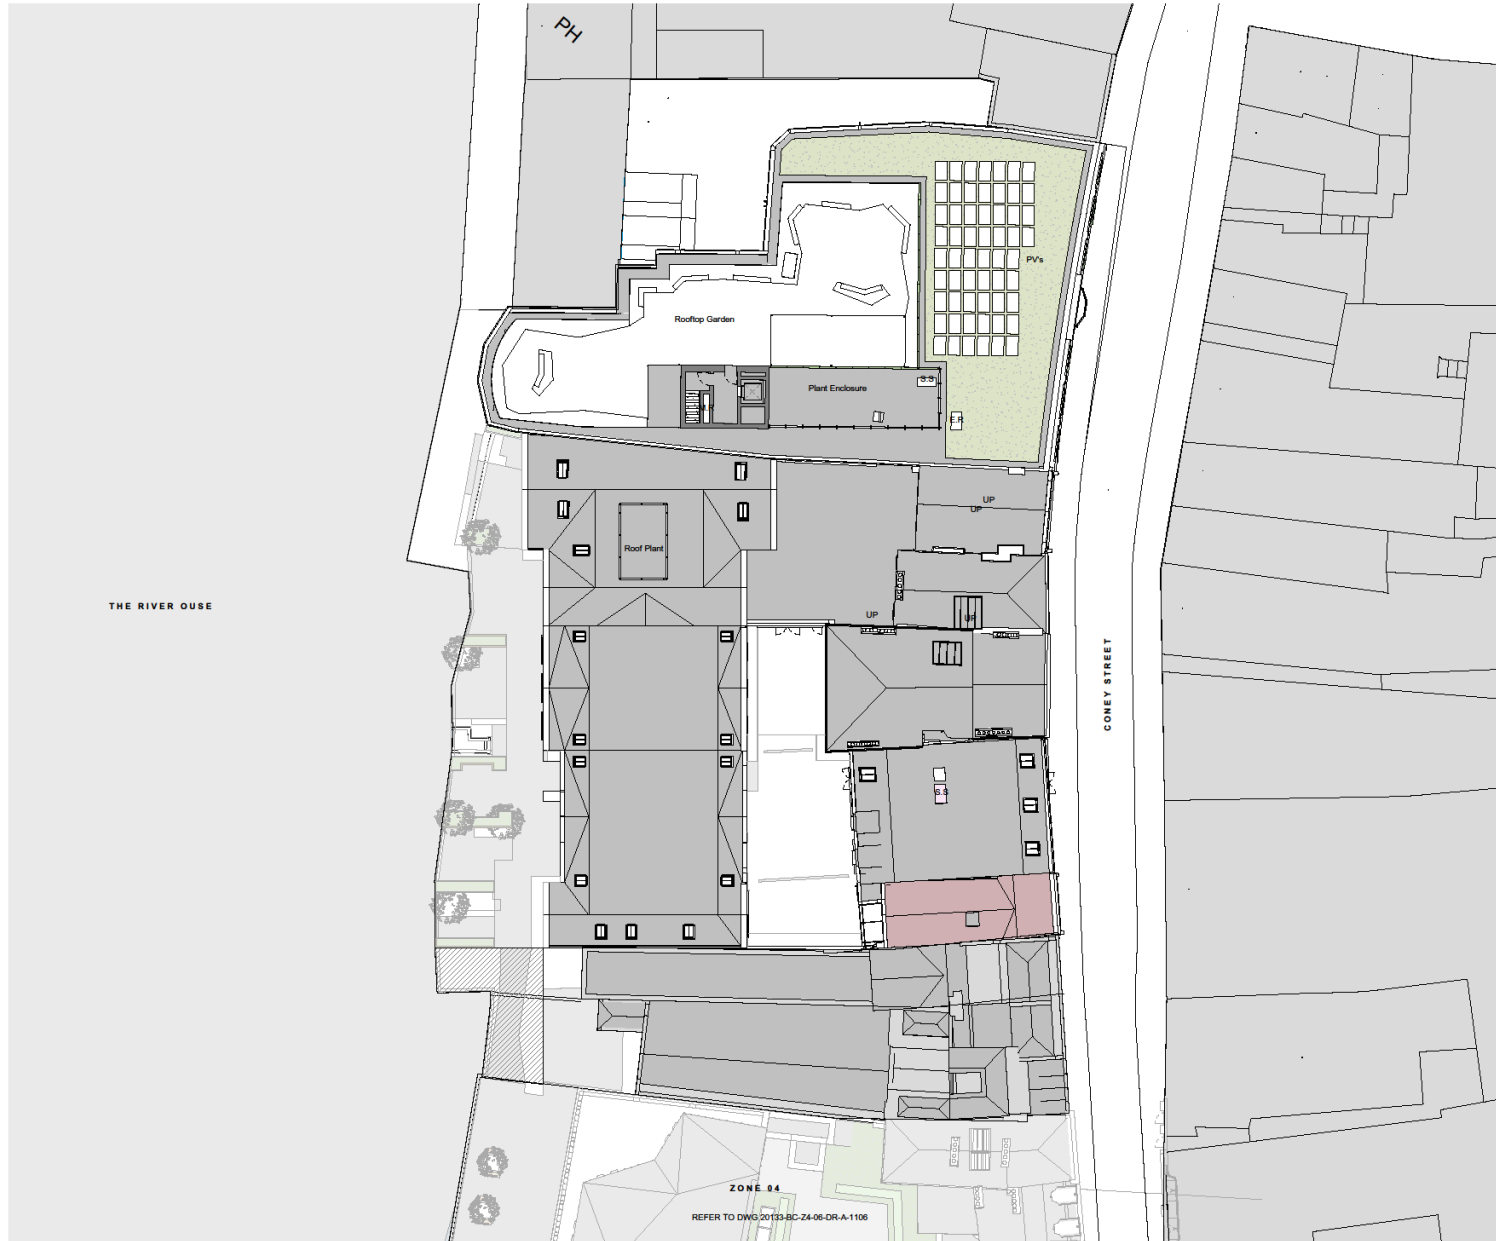 PH
PV's
Rooftop Garden
S.S
Plant Enclosure
M.R
E.R
UP
UP
Roof Plant
THE RIVER OUSE
UP
UP
CONEY STREET
S.S
ZONE 04
REFER TO DWG 20133-BC-Z4-06-DR-A-1106